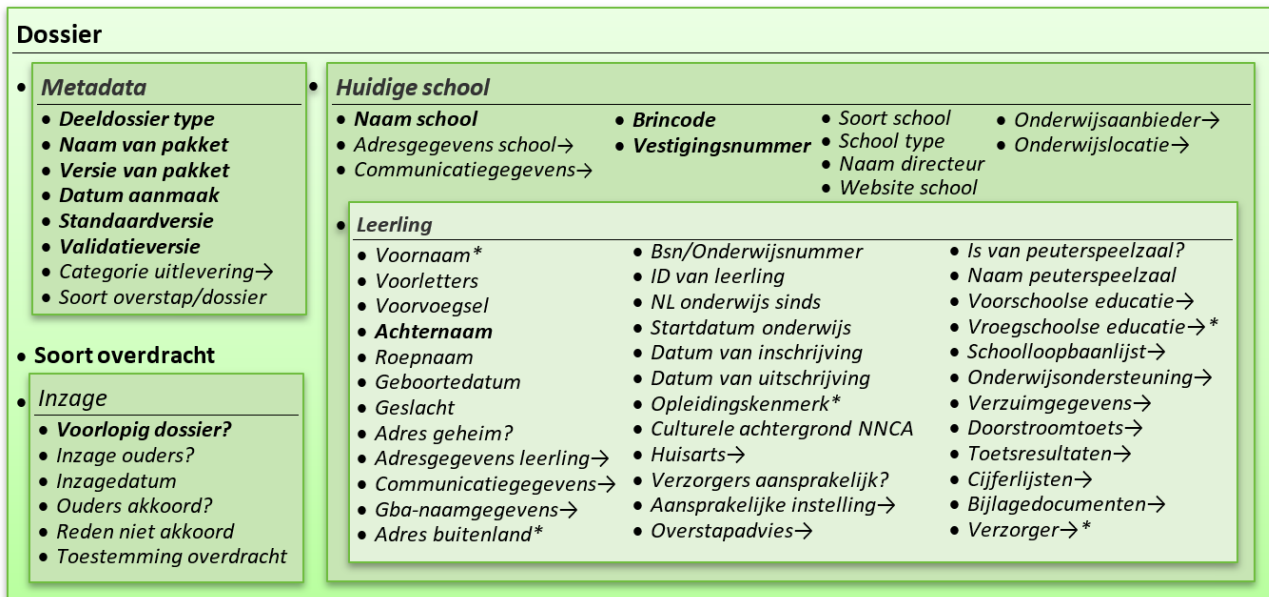 Dossier
• Metadata
• Deeldossier type
• Naam van pakket
• Versie van pakket
• Datum aanmaak
• Standaardversie
• Validatieversie
• Categorie uitlevering→
• Soort overstap/dossier
• Soort overdracht
• Inzage
• Voorlopig dossier?
• Inzage ouders?
• Inzagedatum
• Ouders akkoord?
• Reden niet akkoord
• Toestemming overdracht
• Huidige school
• Naam school
• Adresgegevens school→
• Communicatiegegevens→
• Brincode
• Vestigingsnummer
• Soort school
• School type
• Naam directeur
• Website school
• Onderwijsaanbieder→
• Onderwijslocatie→
• Leerling
• Voornaam*
• Voorletters
• Voorvoegsel
• Achternaam
• Roepnaam
• Geboortedatum
• Geslacht
• Adres geheim?
• Adresgegevens leerling→
• Communicatiegegevens→
• Gba-naamgegevens→
• Adres buitenland*
• Bsn/Onderwijsnummer
• ID van leerling
• NL onderwijs sinds
• Startdatum onderwijs
• Datum van inschrijving
• Datum van uitschrijving
• Opleidingskenmerk*
• Culturele achtergrond NNCA
• Huisarts→
• Verzorgers aansprakelijk?
• Aansprakelijke instelling→
• Overstapadvies→
• Is van peuterspeelzaal?
• Naam peuterspeelzaal
• Voorschoolse educatie→
• Vroegschoolse educatie→*
• Schoolloopbaanlijst→
• Onderwijsondersteuning→
• Verzuimgegevens→
• Doorstroomtoets→
• Toetsresultaten→
• Cijferlijsten→
• Bijlagedocumenten→
• Verzorger→*